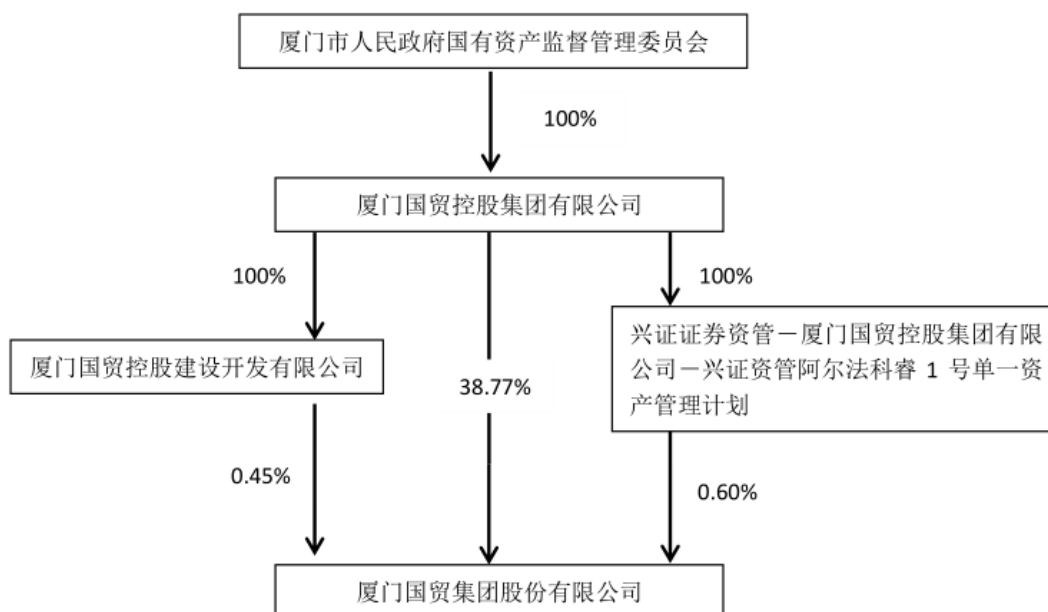 厦门市人民政府国有资产监督管理委员会
100%
厦门国贸控股集团有限公司
100%
100%
厦门国贸控股建设开发有限公司
38.77%
兴证证券资管－厦门国贸控股集团有限
公司－兴证资管阿尔法科睿 1 号单一资
产管理计划
0.45%
0.60%
厦门国贸集团股份有限公司